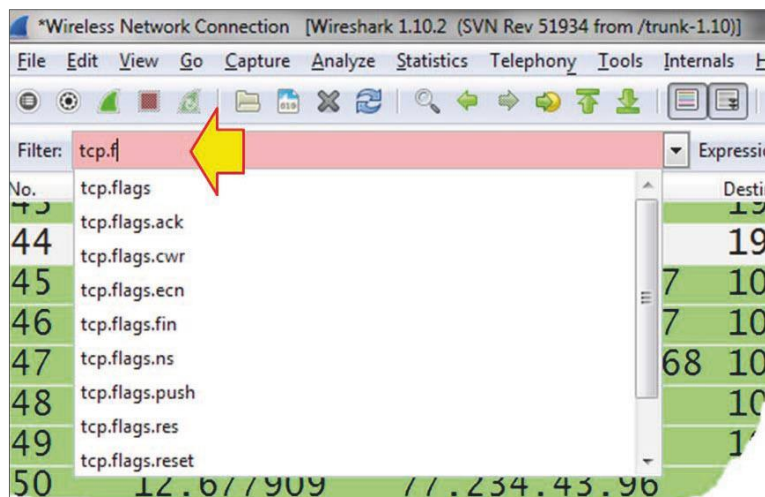 *Wireless Network Connection [Wireshark 1.10.2 (SVN Rev 51934 from /trunk-1.10)]
File Edit View Go Capture Analyze Statistics Telephony Tools Internals
Filter: tcp.f Expressi
No. Desti
tcp.flags
tcp.flags.ack
44 19
tcp.flags.cwr
45 7 10
tcp.flags.ecn
46 7 10
tcp.flags.fin
47 68 10
tcp.flags.ns
48 10
tcp.flags.push
49
tcp.flags.res
tcp.flags.reset
50 12.677909 77.234.43.96